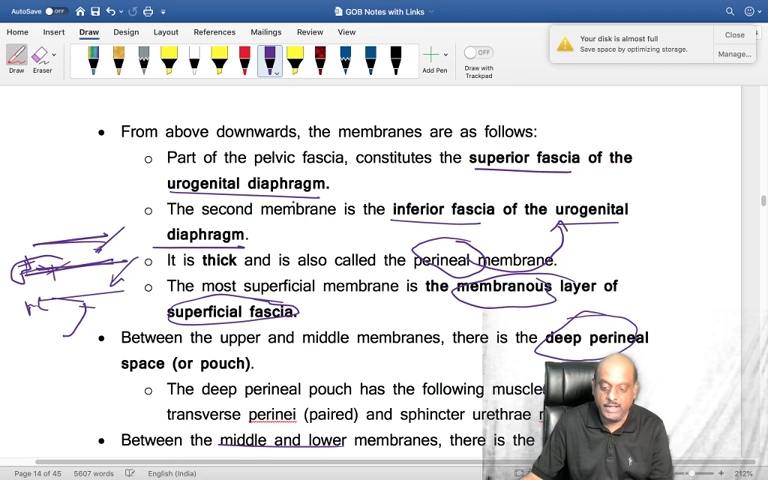 AutoSave OFF GOB Notes with Links
Home Insert Draw Design Layout References Mailings Review View
Your disk is almost full
Save space by optimizing storage.
Close
Manage...
Draw Eraser Add Pen Draw with
Trackpad
OFF
• From above downwards, the membranes are as follows:
o Part of the pelvic fascia, constitutes the superior fascia of the
urogenital diaphragm.
o The second membrane is the inferior fascia of the urogenital
diaphragm.
o It is thick and is also called the perineal membrane.
o The most superficial membrane is the membranous layer of
superficial fascia.
• Between the upper and middle membranes, there is the deep perineal
space (or pouch).
o The deep perineal pouch has the following muscle
transverse perinei (paired) and sphincter urethrae
• Between the middle and lower membranes, there is the
Page 14 of 45 5607 words English (India) 212%